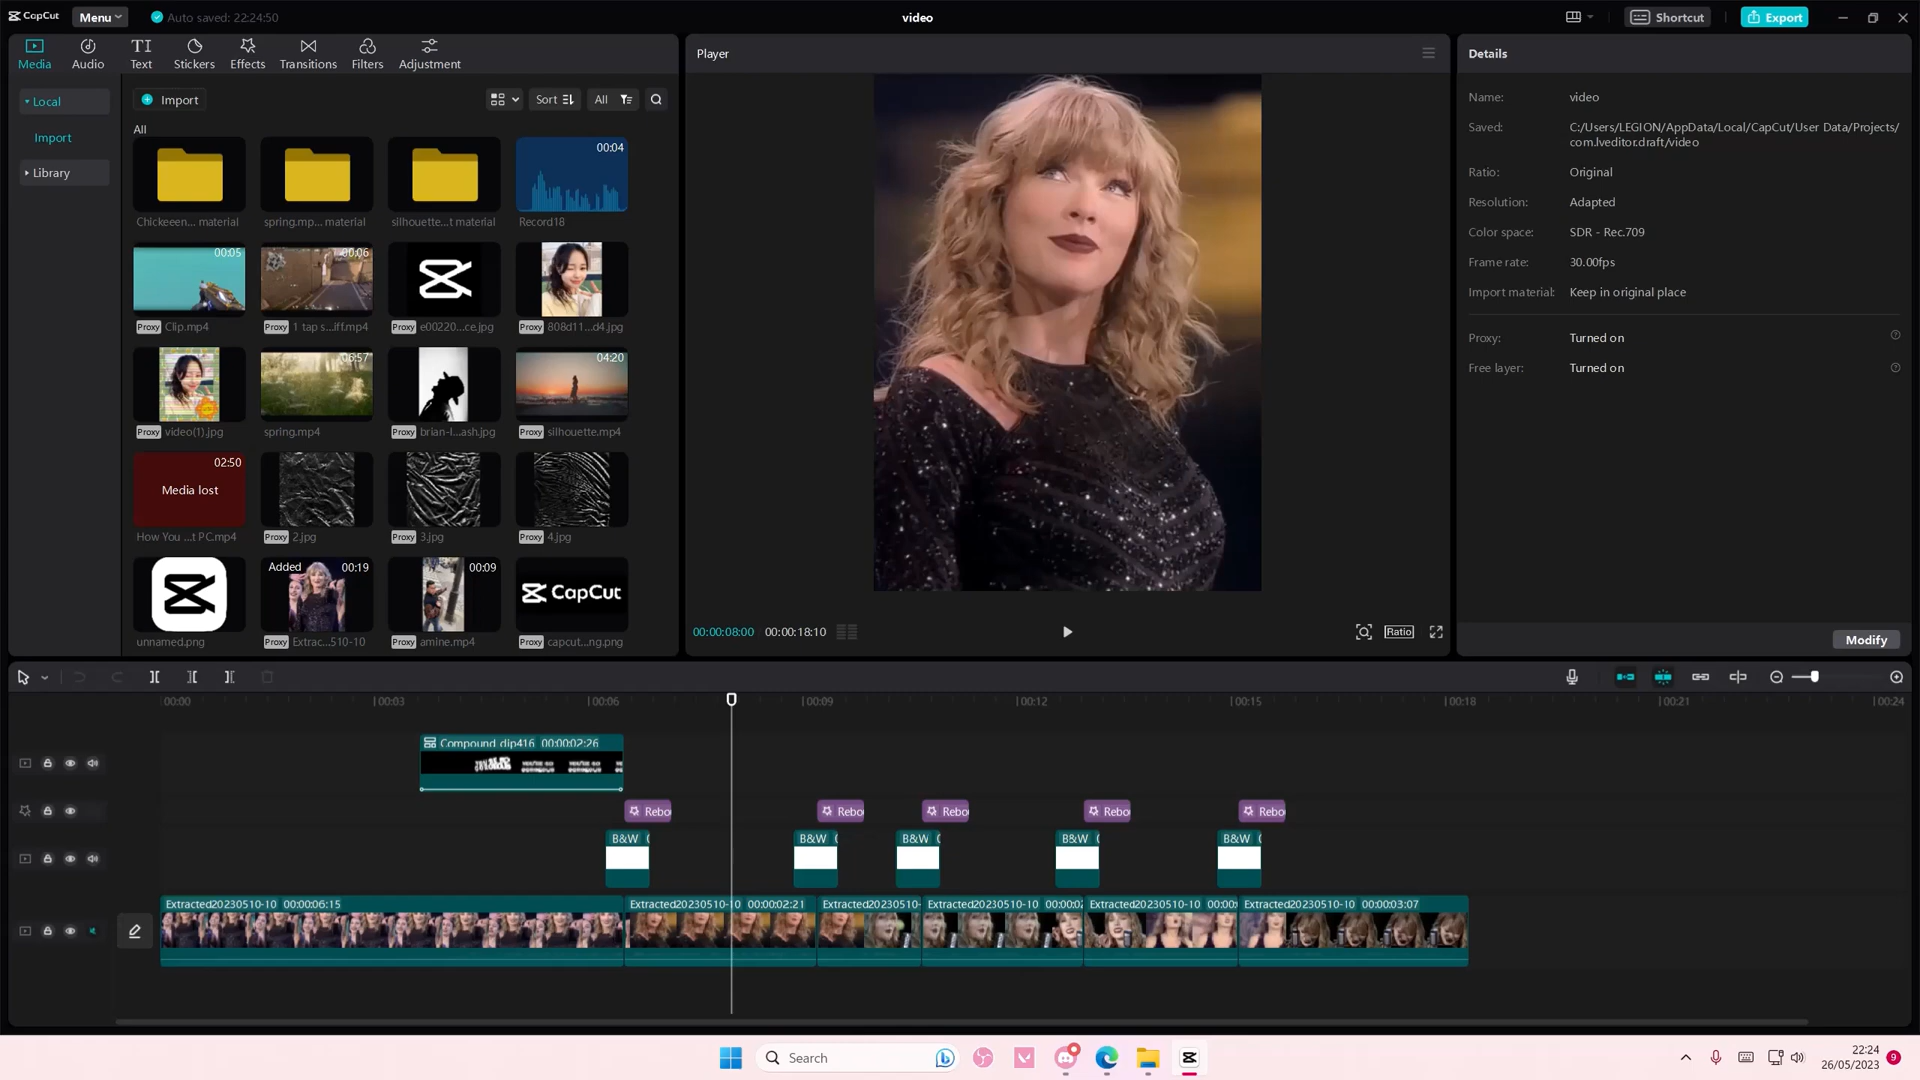 CapCut
Menu
Auto saved: 22:24:50
video
Shortcut
Export
Media
Audio
Text
Stickers
Effects
Transitions
Filters
Adjustment
Local
Import
Library
Import
Sort
All
All
Chickeeen... material
spring.mp... material
silhouette...t material
00:04
Record18
00:05
Proxy Clip.mp4
00:06
Proxy 1 tap s...iff.mp4
Proxy e00220...ce.jpg
Proxy 808d11...d4.jpg
Proxy video(1).jpg
06:57
spring.mp4
Proxy brian-l...ash.jpg
04:20
Proxy silhouette.mp4
02:50
Media lost
How You ...t PC.mp4
Proxy 2.jpg
Proxy 3.jpg
Proxy 4.jpg
unnamed.png
Added 00:19
Proxy Extrac...510-10
00:09
Proxy amine.mp4
CapCut
Proxy capcut...ng.png
Player
00:00:08:00 00:00:18:10
Ratio
Details
Name: video
Saved: C:/Users/LEGION/AppData/Local/CapCut/User Data/Projects/
com.lveditor.draft/video
Ratio: Original
Resolution: Adapted
Color space: SDR - Rec.709
Frame rate: 30.00fps
Import material: Keep in original place
Proxy: Turned on
Free layer: Turned on
Modify
00:00
00:03
00:06
00:09
00:12
00:15
00:18
00:21
00:24
Compound clip416 00:00:02:26
Rebo
Rebo
Rebo
Rebo
Rebo
B&W
B&W
B&W
B&W
B&W
Extracted20230510-10 00:00:06:15
Extracted20230510-10 00:00:02:21
Extracted20230510-
Extracted20230510-10 00:00:0
Extracted20230510-10 00:00:
Extracted20230510-10 00:00:03:07
Search
22:24
26/05/2023
9